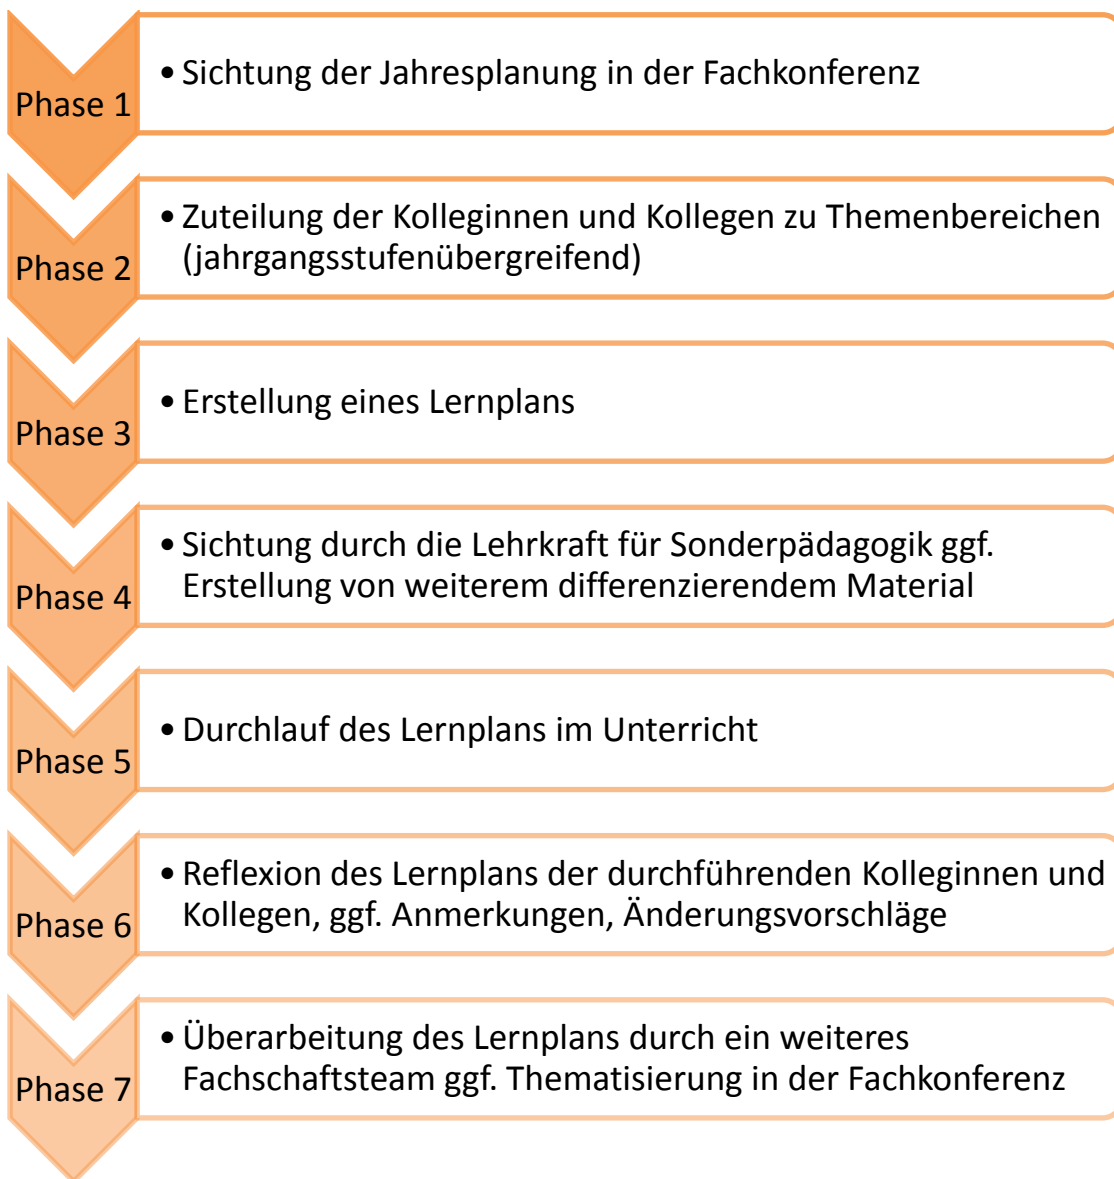 Phase 1
• Sichtung der Jahresplanung in der Fachkonferenz
Phase 2
• Zuteilung der Kolleginnen und Kollegen zu Themenbereichen
(jahrgangsstufenübergreifend)
Phase 3
• Erstellung eines Lernplans
Phase 4
• Sichtung durch die Lehrkraft für Sonderpädagogik ggf.
Erstellung von weiterem differenzierendem Material
Phase 5
• Durchlauf des Lernplans im Unterricht
Phase 6
• Reflexion des Lernplans der durchführenden Kolleginnen und
Kollegen, ggf. Anmerkungen, Änderungsvorschläge
Phase 7
• Überarbeitung des Lernplans durch ein weiteres
Fachschaftsteam ggf. Thematisierung in der Fachkonferenz